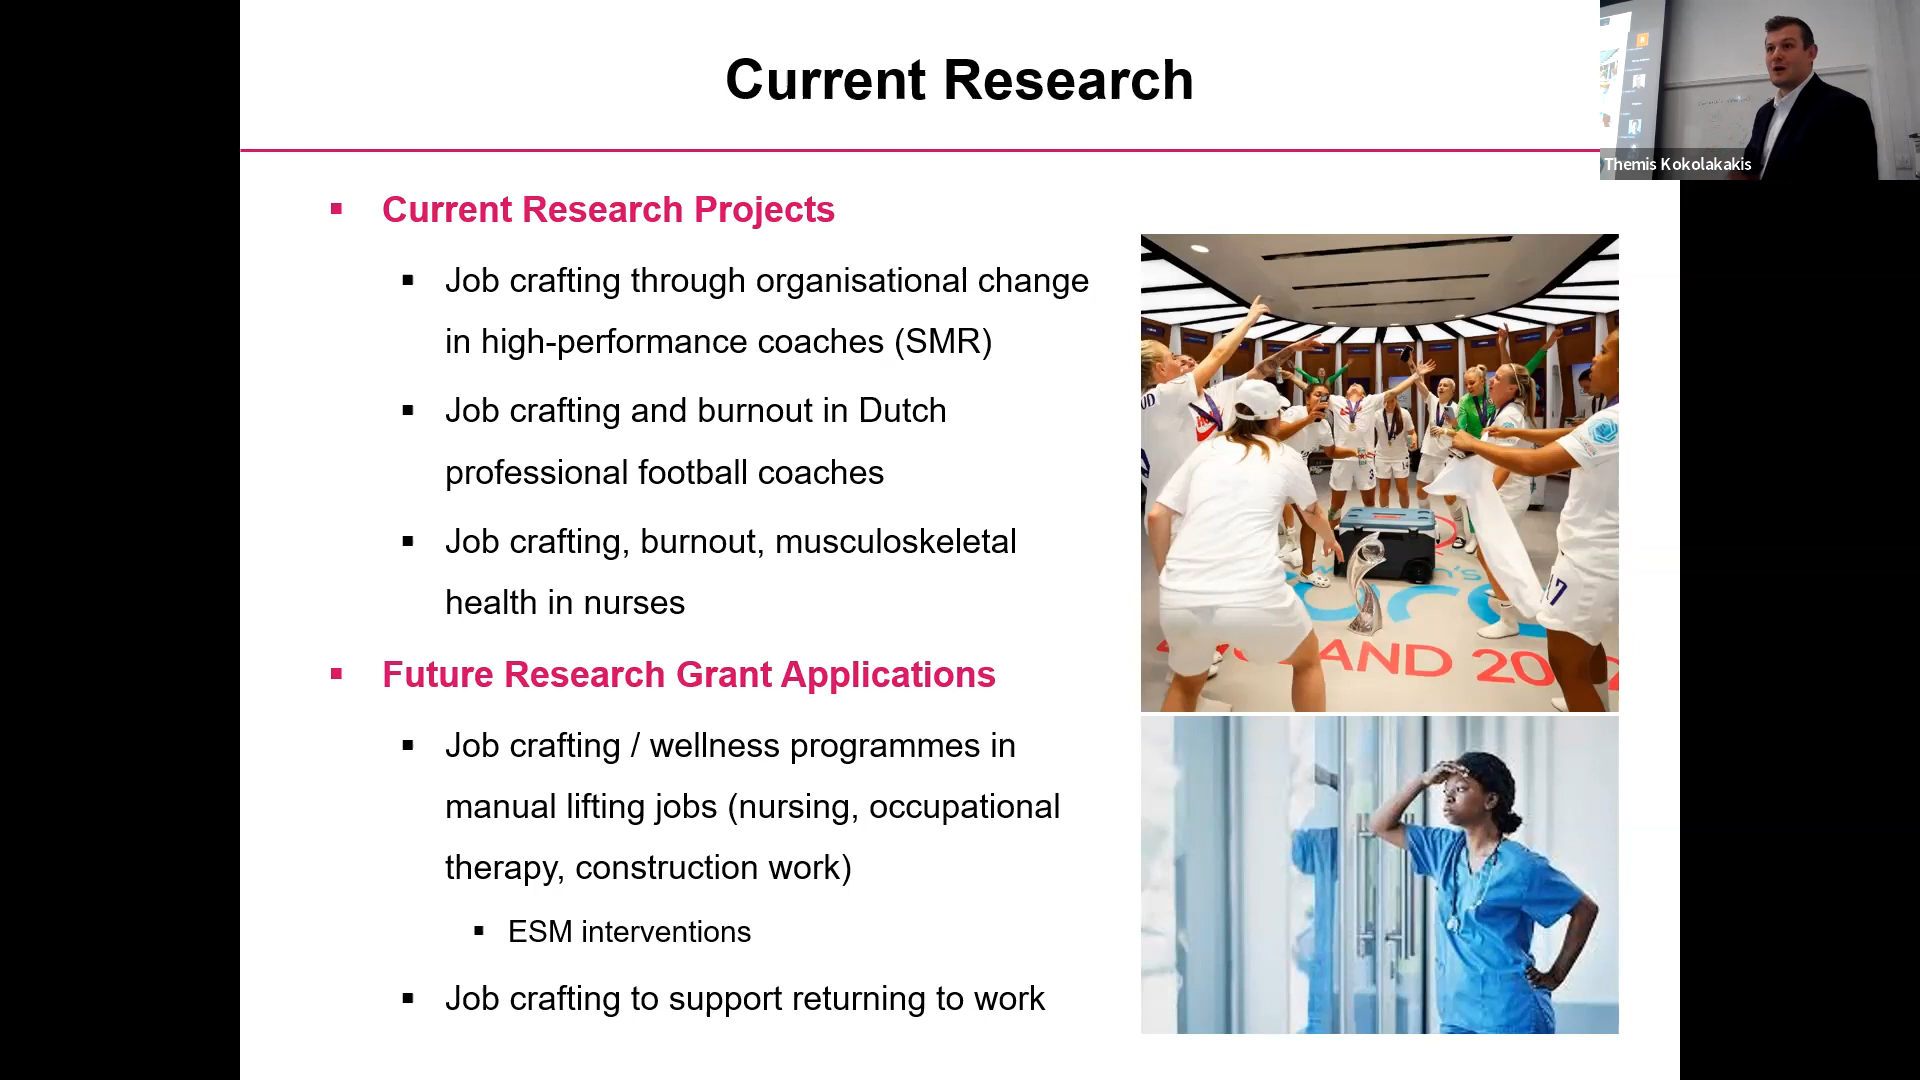 Current Research
Themis Kokolakakis
Current Research Projects
Job crafting through organisational change
in high-performance coaches (SMR)
Job crafting and burnout in Dutch
professional football coaches
Job crafting, burnout, musculoskeletal
health in nurses
Future Research Grant Applications
Job crafting / wellness programmes in
manual lifting jobs (nursing, occupational
therapy, construction work)
ESM interventions
Job crafting to support returning to work